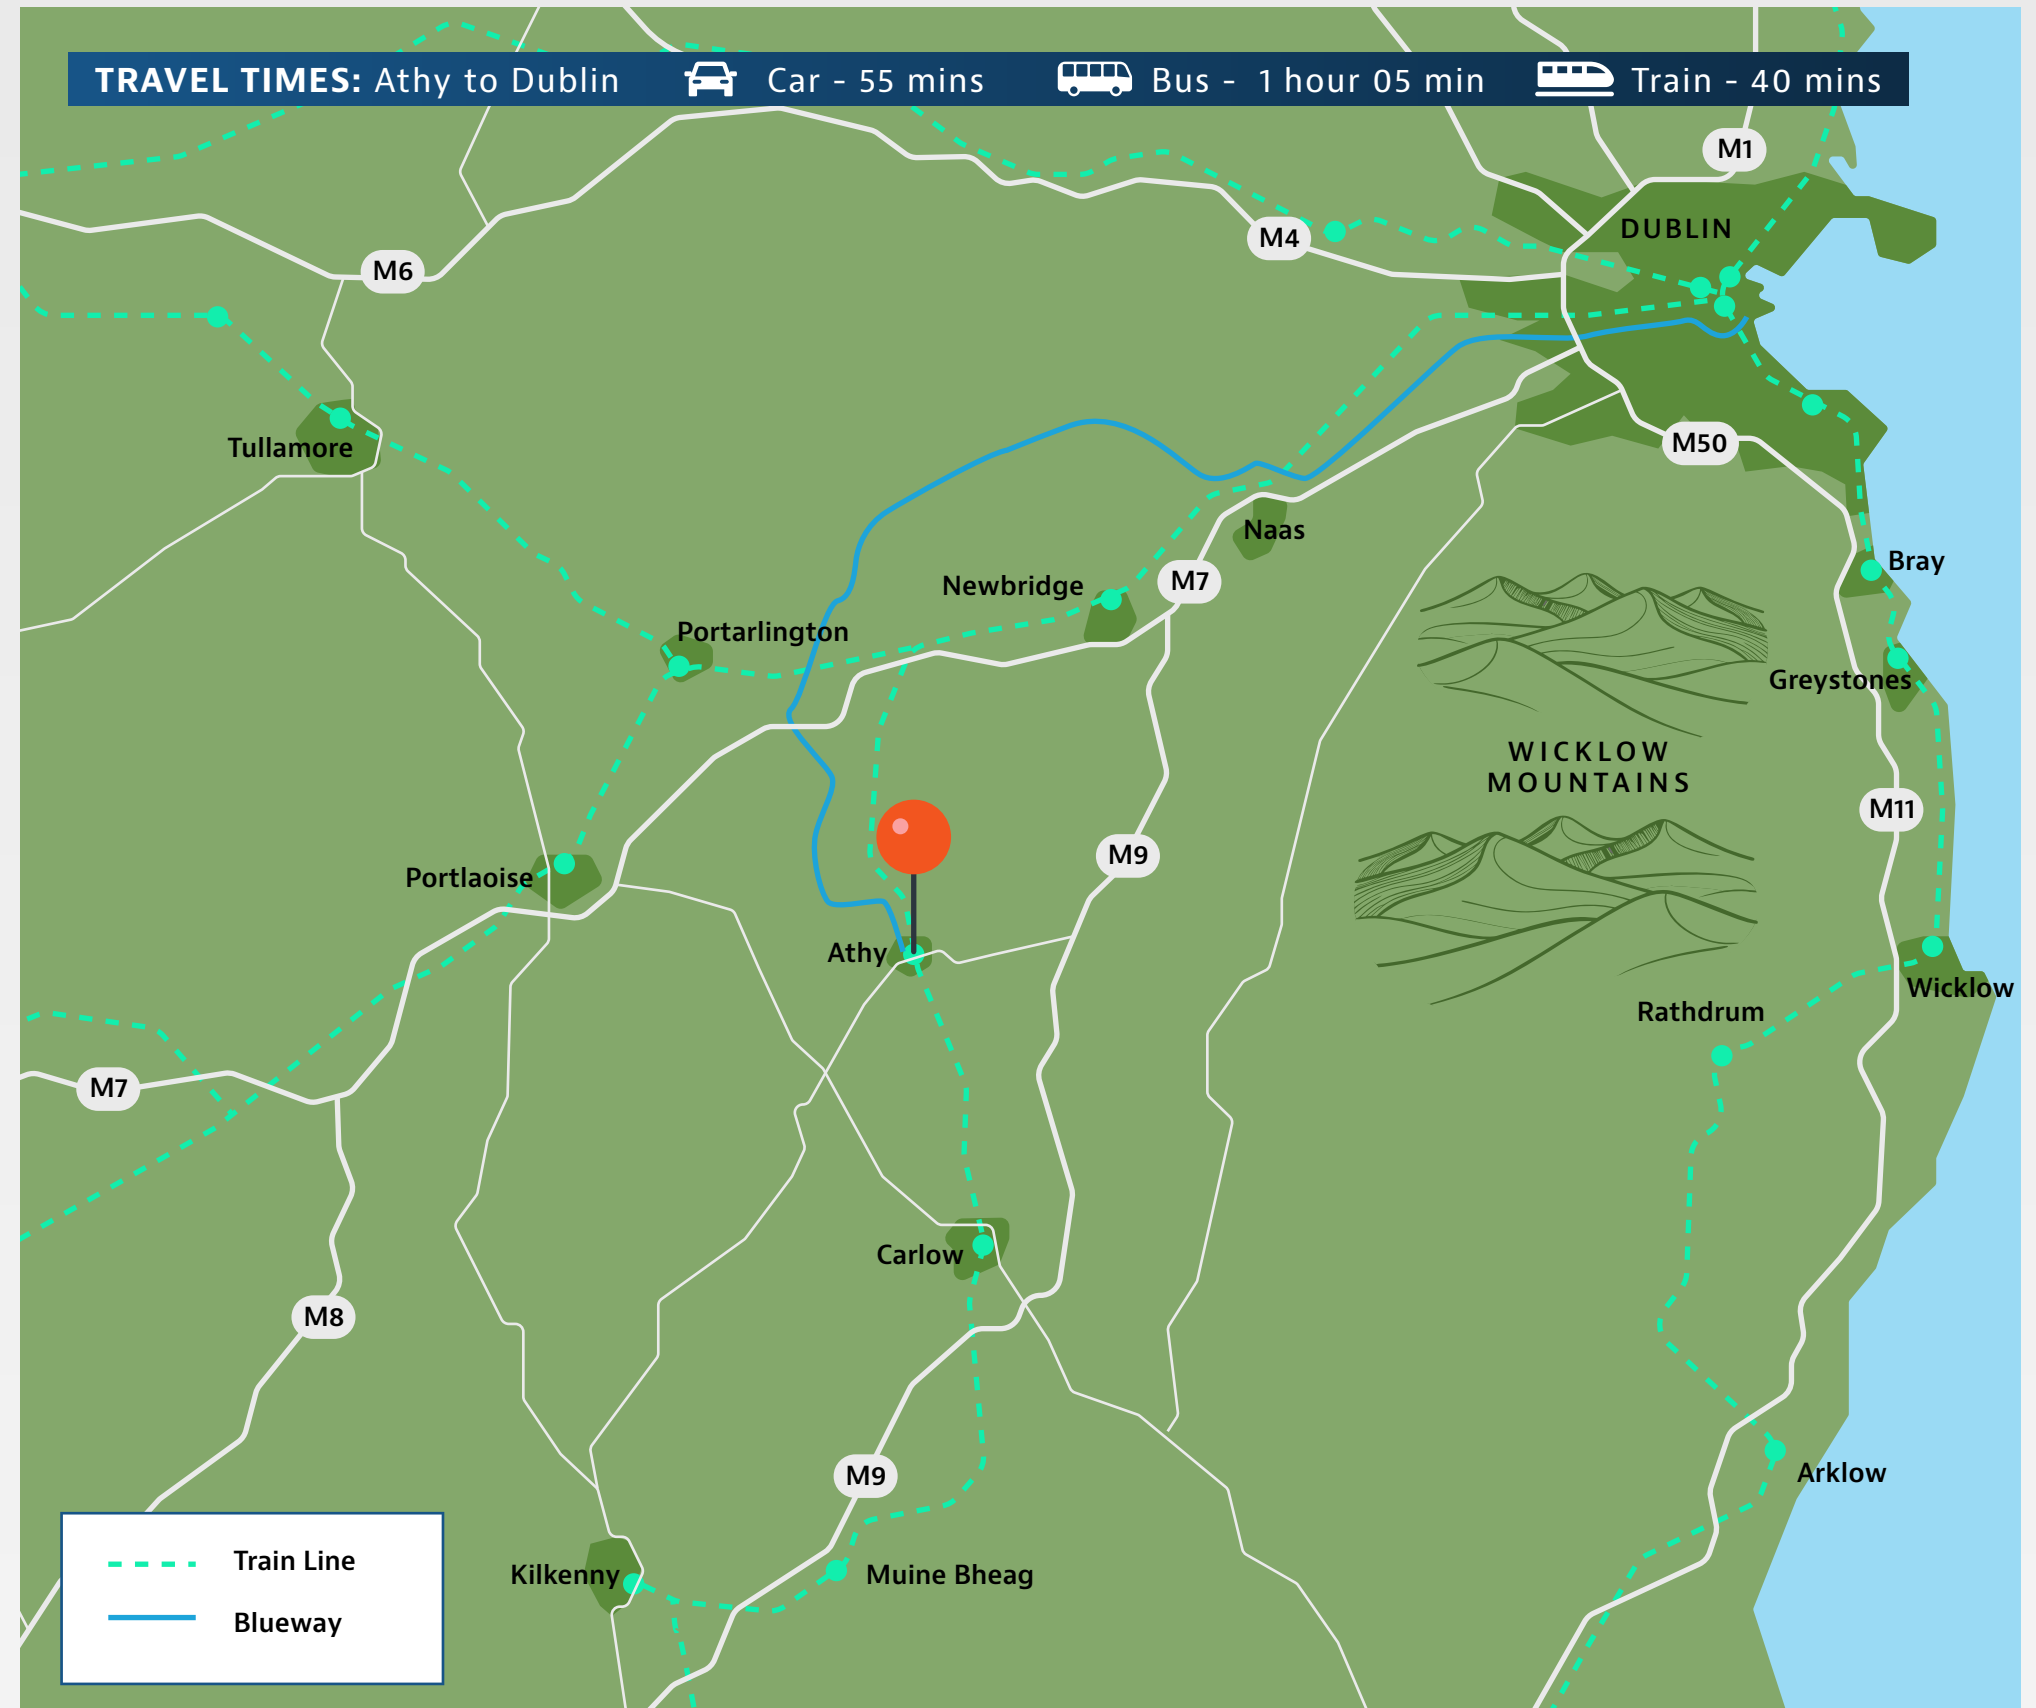 TRAVEL TIMES: Athy to Dublin Car - 55 mins Bus - 1 hour 05 min Train - 40 mins
M1
DUBLIN
M4
M6
Tullamore
M50
Naas
Bray
M7
Newbridge
Portarlington
Greystones
WICKLOW
MOUNTAINS
M11
M9
Portlaoise
Athy
Wicklow
Rathdrum
M7
Carlow
M8
Arklow
M9
Kilkenny
Muine Bheag
Train Line
Blueway